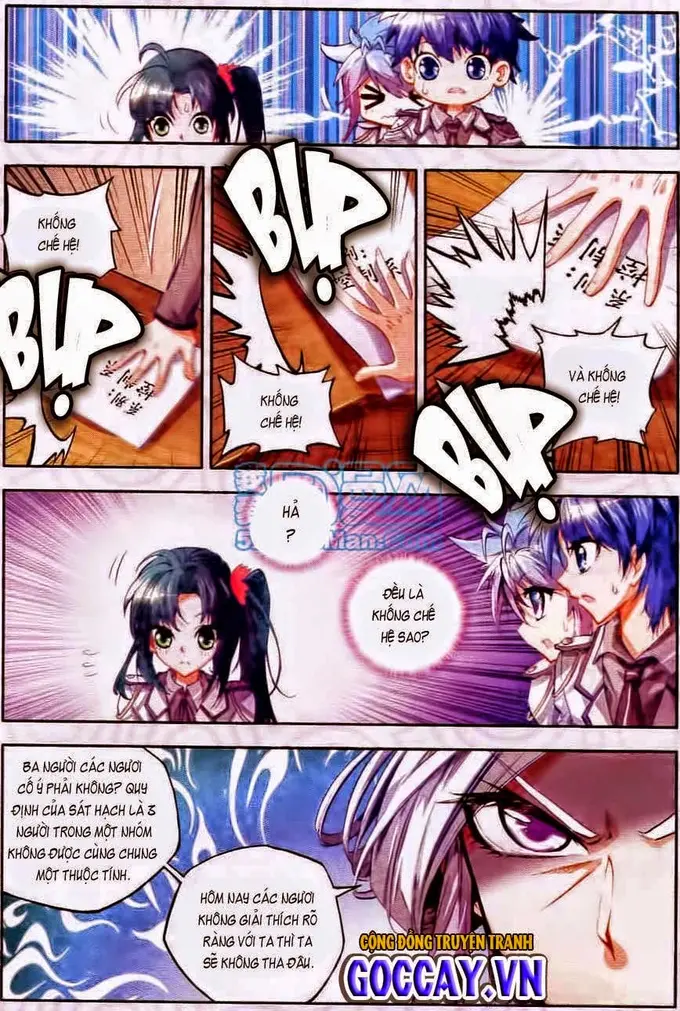 KHỐNG
CHẾ HỆ!
BỤP
BỤP
KHỐNG
CHẾ HỆ!
VÀ KHỐNG
CHẾ HỆ!
BỤP
HẢ
?
ĐỀU LÀ
KHỐNG CHẾ
HỆ SAO?
BA NGƯỜI CÁC NGƯƠI
CỐ Ý PHẢI KHÔNG? QUY
ĐỊNH CỦA SÁT HẠCH LÀ 3
NGƯỜI TRONG MỘT NHÓM
KHÔNG ĐƯỢC CÙNG CHUNG
MỘT THUỘC TÍNH.
HÔM NAY CÁC NGƯƠI
KHÔNG GIẢI THÍCH RÕ
RÀNG VỚI TA THÌ TA
SẼ KHÔNG THA ĐÂU.
CỘNG ĐỒNG TRUYỆN TRANH
GOCCAY.VN